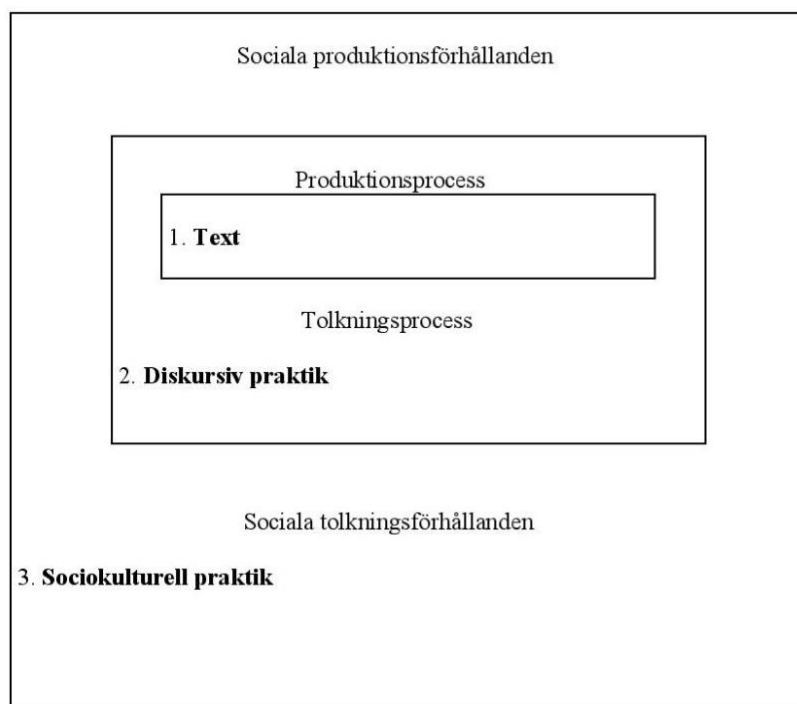 Sociala produktionsförhållanden
Produktionsprocess
1. Text
Tolkningsprocess
2. Diskursiv praktik
Sociala tolkningsförhållanden
3. Sociokulturell praktik